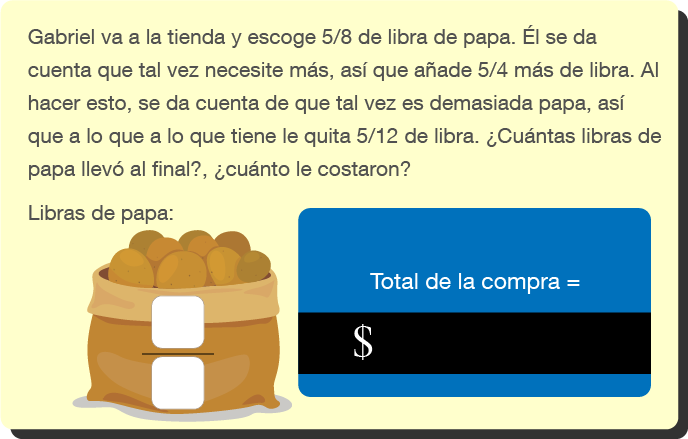 Gabriel va a la tienda y escoge 5/8 de libra de papa. Él se da
cuenta que tal vez necesite más, así que añade 5/4 más de libra. Al
hacer esto, se da cuenta de que tal vez es demasiada papa, así
que a lo que a lo que tiene le quita 5/12 de libra. ¿Cuántas libras de
papa llevó al final?, ¿cuánto le costaron?
Libras de papa:
Total de la compra =
$